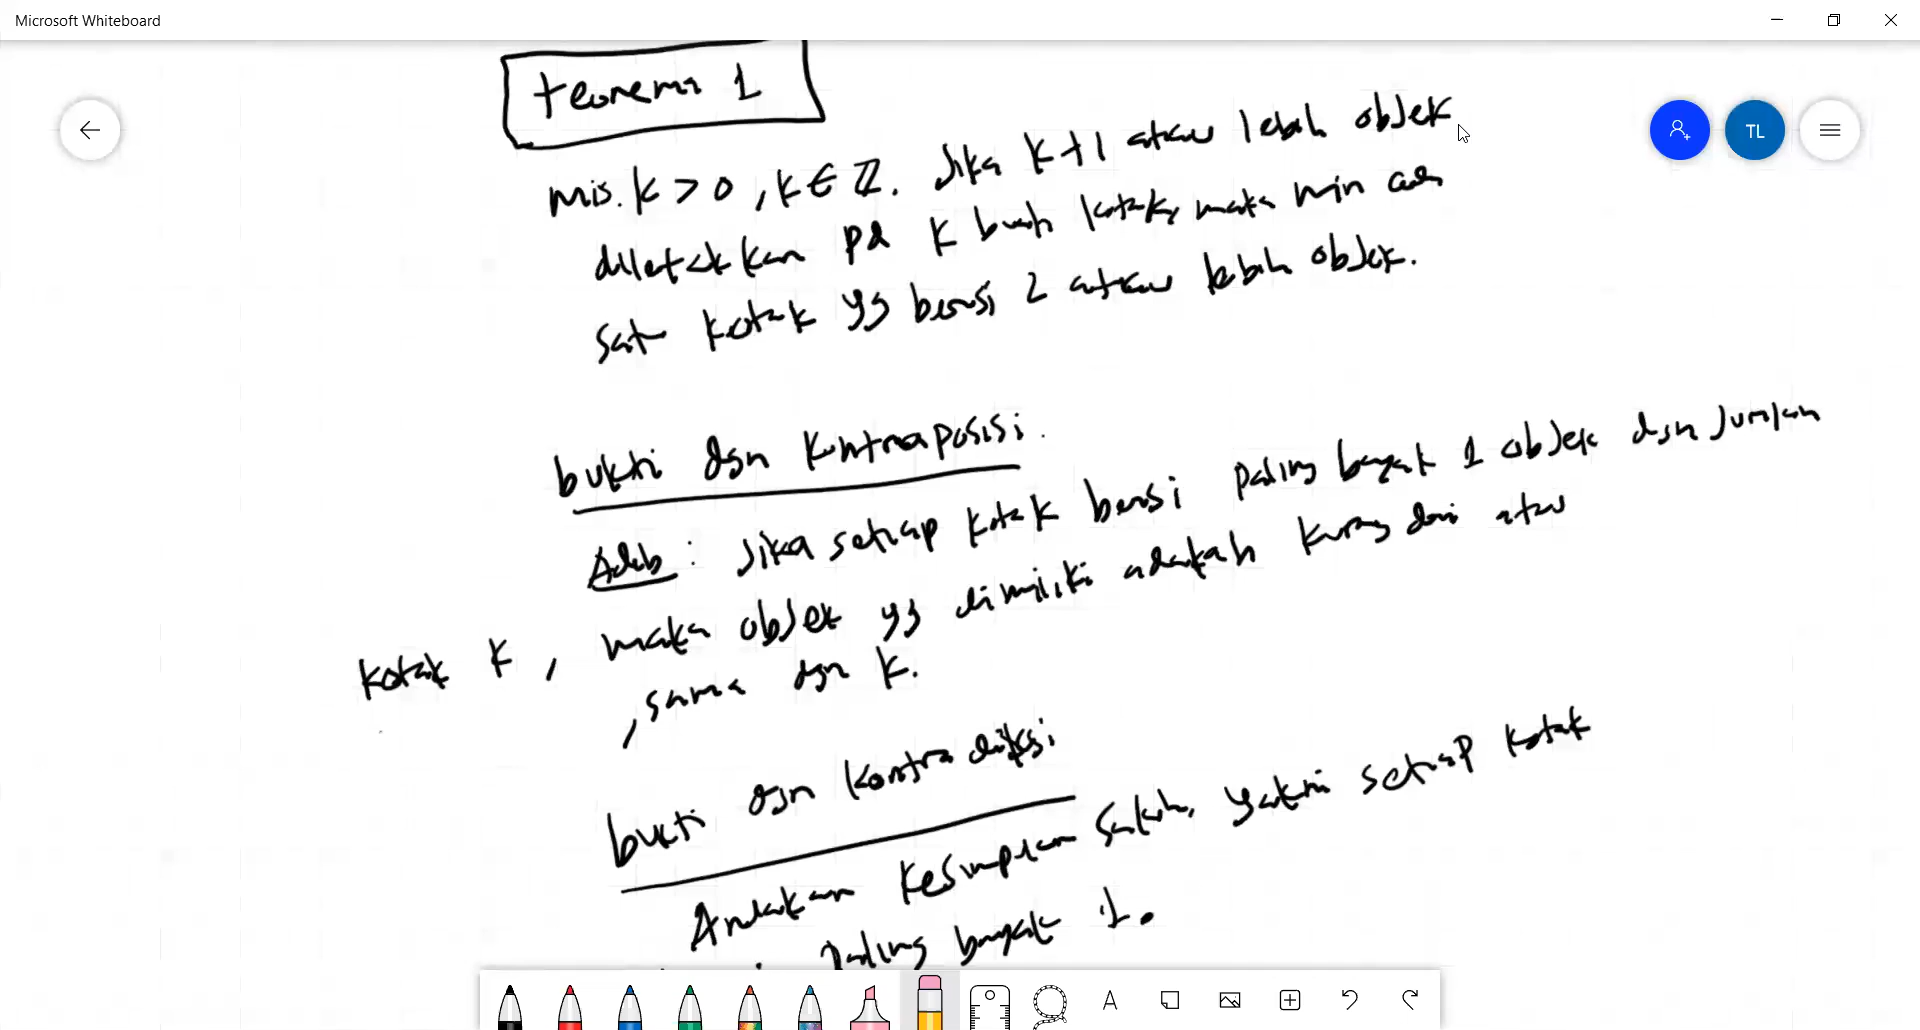 Microsoft Whiteboard
teorema 1
TL
mis. k > 0 , k ∈ ℤ. Jika k+1 atau lebih objek
diletakkan pd k buah kotak, maka min ada
satu kotak yg berisi 2 atau lebih objek.
bukti dgn kontraposisi.
Adb : Jika setiap kotak berisi paling banyak 1 objek dgn jumlah
kotak k , maka objek yg dimiliki adalah kurang dari atau
sama dgn k.
bukti dgn kontradiksi
Andaikan kesimpulan salah, yakni setiap kotak
paling banyak 1.
A